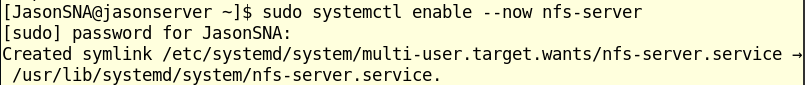 [JasonSNA@jasonserver ~]$ sudo systemctl enable --now nfs-server
[sudo] password for JasonSNA:
Created symlink /etc/systemd/system/multi-user.target.wants/nfs-server.service →
/usr/lib/systemd/system/nfs-server.service.